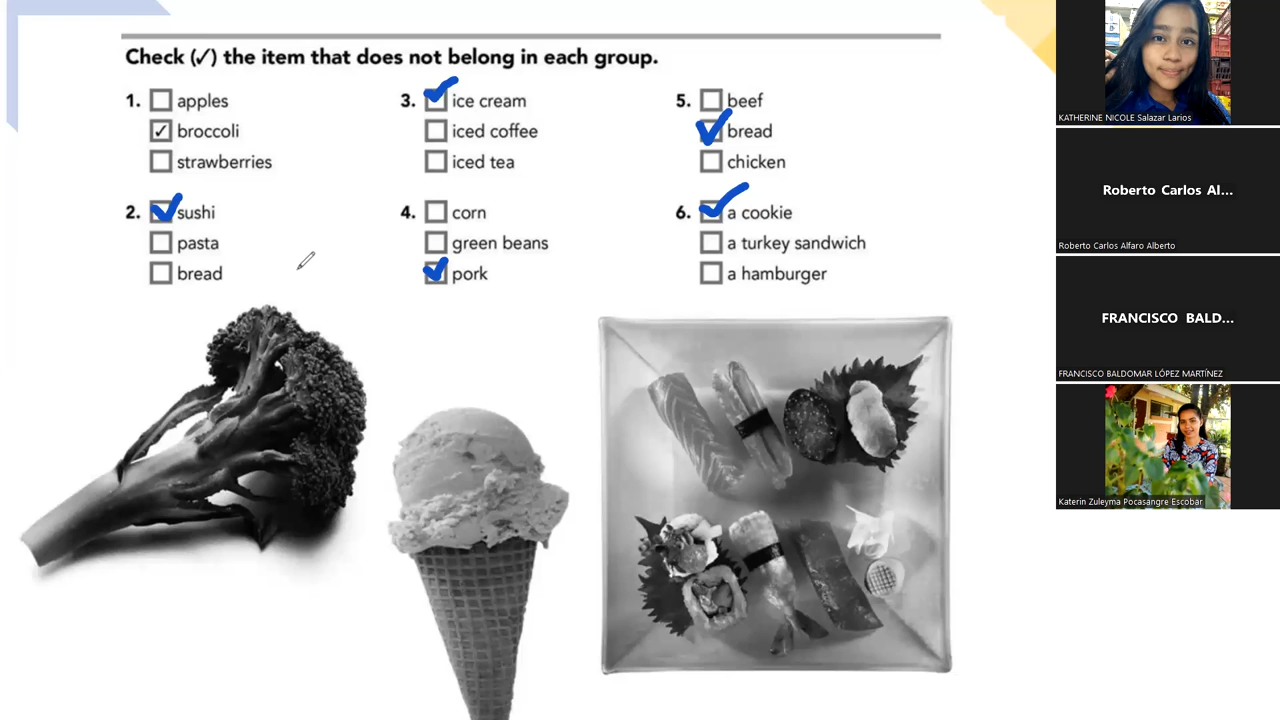 Check (✓) the item that does not belong in each group.
1. apples
✓ broccoli
strawberries
2. sushi
pasta
bread
3. ice cream
iced coffee
iced tea
4. corn
green beans
pork
5. beef
bread
chicken
6. a cookie
a turkey sandwich
a hamburger
KATHERINE NICOLE Salazar Larios
Roberto Carlos Al...
Roberto Carlos Alfaro Alberto
FRANCISCO BALD...
FRANCISCO BALDOMAR LÓPEZ MARTÍNEZ
Katerin Zuleyma Pocasangre Escobar